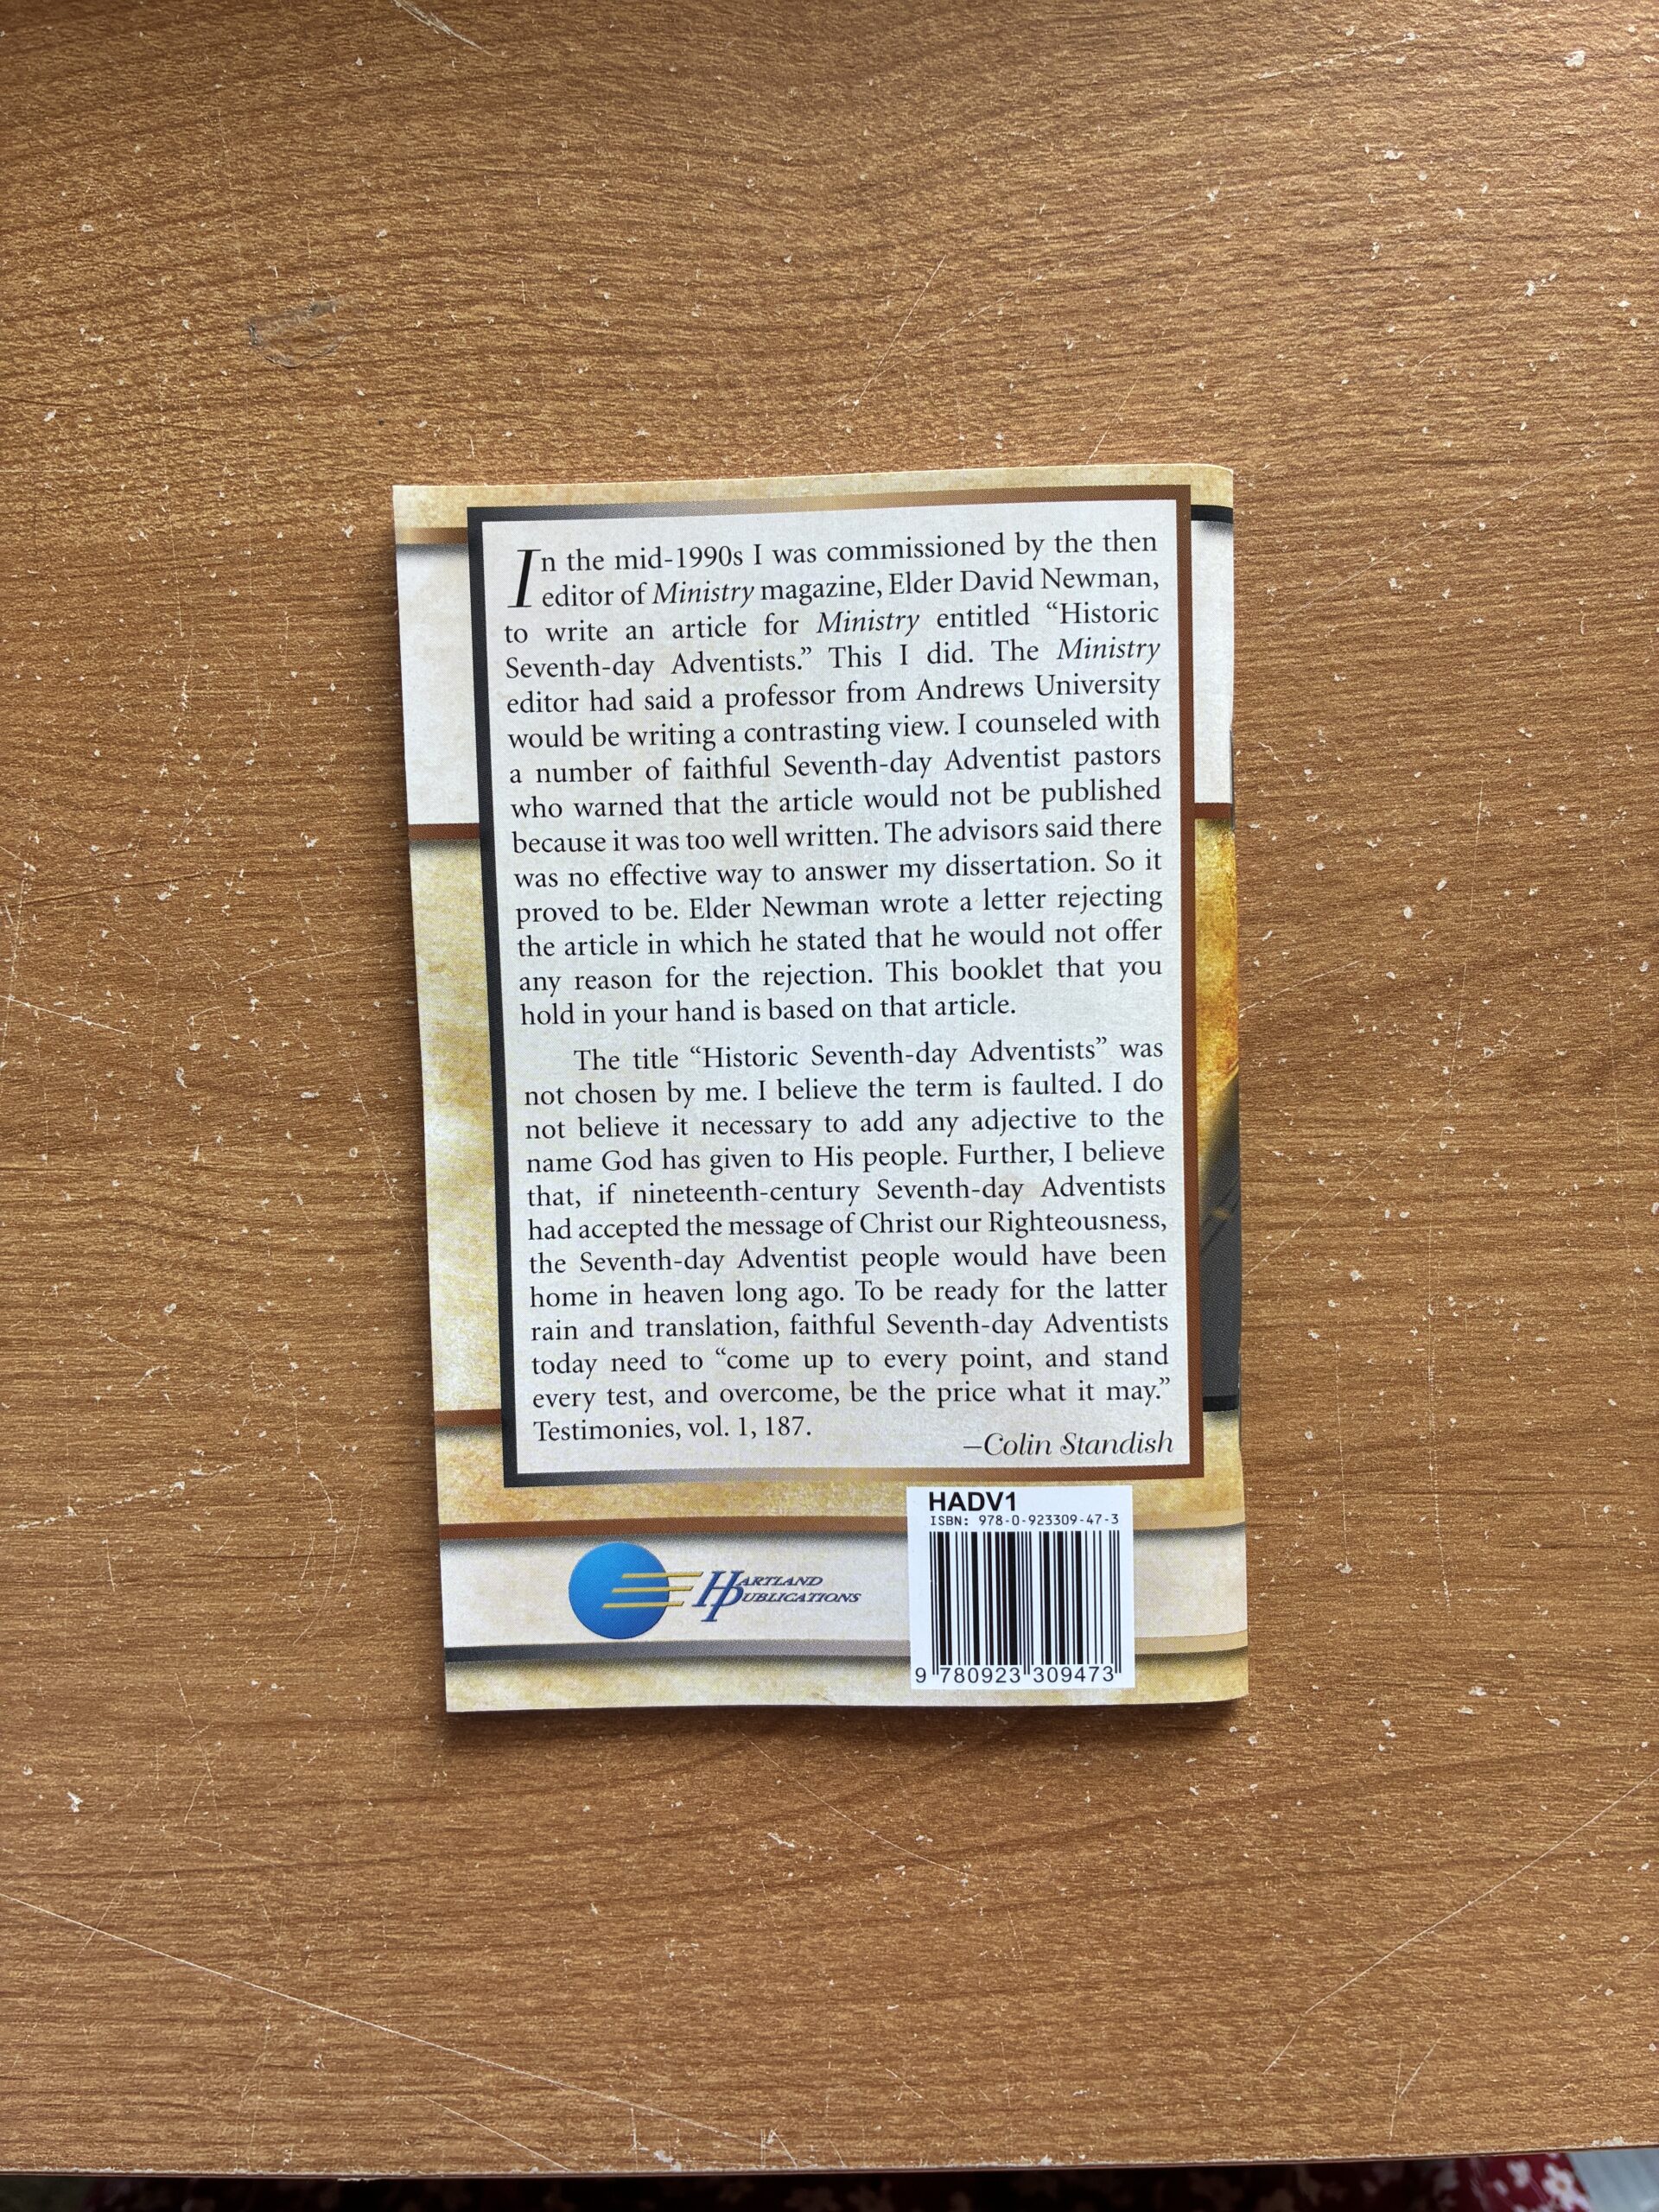 In the mid-1990s I was commissioned by the then
editor of Ministry magazine, Elder David Newman,
to write an article for Ministry entitled “Historic
Seventh-day Adventists.” This I did. The Ministry
editor had said a professor from Andrews University
would be writing a contrasting view. I counseled with
a number of faithful Seventh-day Adventist pastors
who warned that the article would not be published
because it was too well written. The advisors said there
was no effective way to answer my dissertation. So it
proved to be. Elder Newman wrote a letter rejecting
the article in which he stated that he would not offer
any reason for the rejection. This booklet that you
hold in your hand is based on that article.
The title “Historic Seventh-day Adventists” was
not chosen by me. I believe the term is faulted. I do
not believe it necessary to add any adjective to the
name God has given to His people. Further, I believe
that, if nineteenth-century Seventh-day Adventists
had accepted the message of Christ our Righteousness,
the Seventh-day Adventist people would have been
home in heaven long ago. To be ready for the latter
rain and translation, faithful Seventh-day Adventists
today need to “come up to every point, and stand
every test, and overcome, be the price what it may.”
Testimonies, vol. 1, 187.
—Colin Standish
HARTLAND
PUBLICATIONS
HADV1
ISBN: 978-0-923309-47-3
9 780923 309473